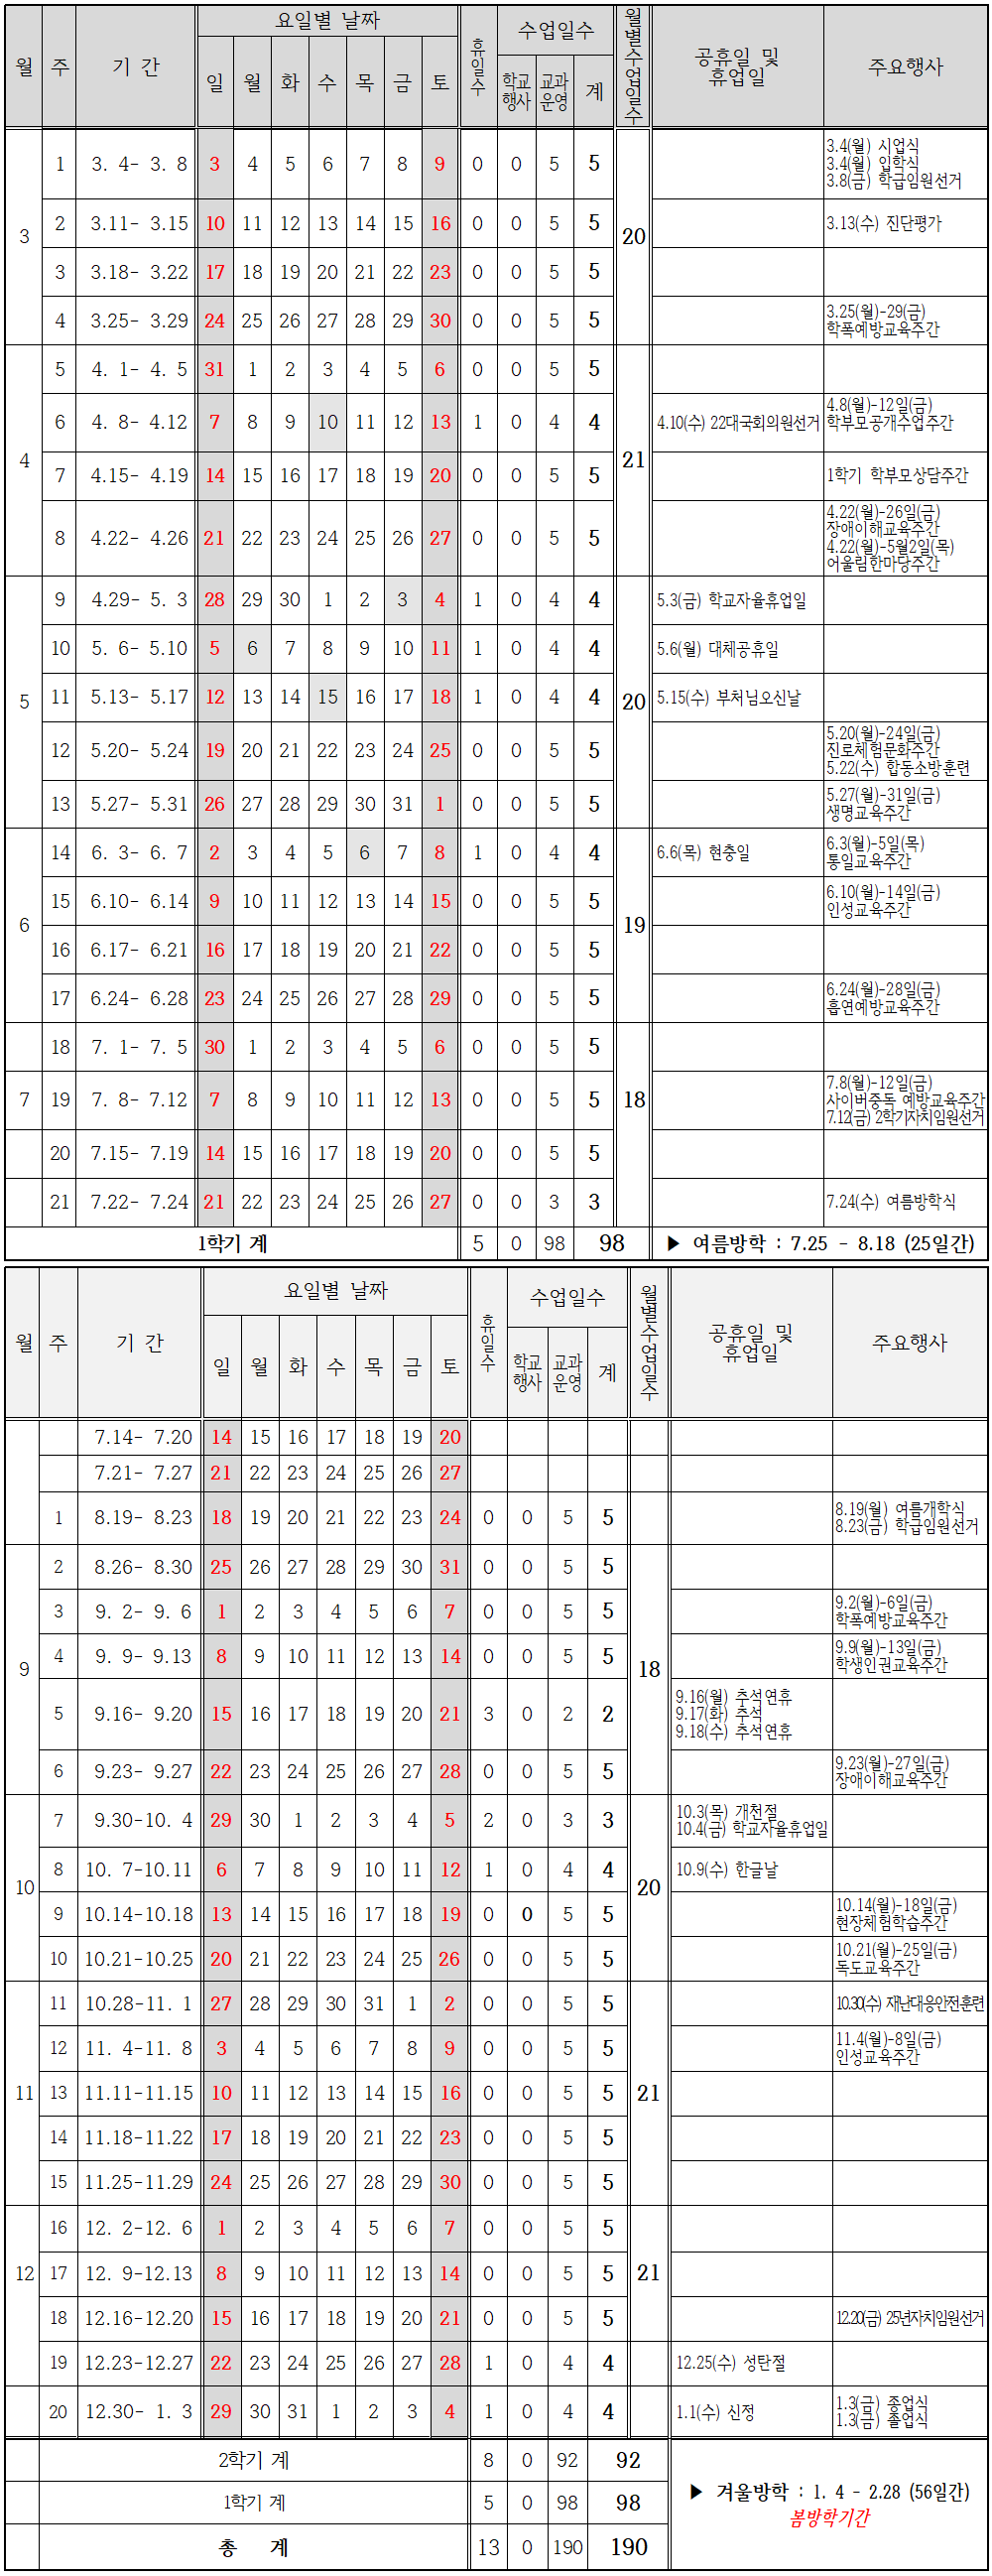 월 주 기 간 요일별 날짜 휴일수 수업일수 월별수업일수 공휴일 및 휴업일 주요행사
일 월 화 수 목 금 토 학교행사 교과운영 계
3 20
1 3. 4- 3. 8 3 4 5 6 7 8 9 0 0 5 5
3.4(월) 시업식
3.4(월) 입학식
3.8(금) 학급임원선거
2 3.11- 3.15 10 11 12 13 14 15 16 0 0 5 5 3.13(수) 진단평가
3 3.18- 3.22 17 18 19 20 21 22 23 0 0 5 5
4 3.25- 3.29 24 25 26 27 28 29 30 0 0 5 5
3.25(월)-29(금)
학폭예방교육주간
4 21
5 4. 1- 4. 5 31 1 2 3 4 5 6 0 0 5 5
6 4. 8- 4.12 7 8 9 10 11 12 13 1 0 4 4 4.10(수) 22대국회의원선거
4.8(월)-12일(금)
학부모공개수업주간
7 4.15- 4.19 14 15 16 17 18 19 20 0 0 5 5 1학기 학부모상담주간
8 4.22- 4.26 21 22 23 24 25 26 27 0 0 5 5
4.22(월)-26일(금)
장애이해교육주간
4.22(월)-5월2일(목)
어울림한마당주간
5 20
9 4.29- 5. 3 28 29 30 1 2 3 4 1 0 4 4 5.3(금) 학교자율휴업일
10 5. 6- 5.10 5 6 7 8 9 10 11 1 0 4 4 5.6(월) 대체공휴일
11 5.13- 5.17 12 13 14 15 16 17 18 1 0 4 4 5.15(수) 부처님오신날
12 5.20- 5.24 19 20 21 22 23 24 25 0 0 5 5
5.20(월)-24일(금)
진로체험문화주간
5.22(수) 합동소방훈련
13 5.27- 5.31 26 27 28 29 30 31 1 0 0 5 5
5.27(월)-31일(금)
생명교육주간
6 19
14 6. 3- 6. 7 2 3 4 5 6 7 8 1 0 4 4 6.6(목) 현충일
6.3(월)-5일(목)
통일교육주간
15 6.10- 6.14 9 10 11 12 13 14 15 0 0 5 5
6.10(월)-14일(금)
인성교육주간
16 6.17- 6.21 16 17 18 19 20 21 22 0 0 5 5
17 6.24- 6.28 23 24 25 26 27 28 29 0 0 5 5
6.24(월)-28일(금)
흡연예방교육주간
7 18
18 7. 1- 7. 5 30 1 2 3 4 5 6 0 0 5 5
19 7. 8- 7.12 7 8 9 10 11 12 13 0 0 5 5
7.8(월)-12일(금)
사이버중독 예방교육주간
7.12(금) 2학기자치임원선거
20 7.15- 7.19 14 15 16 17 18 19 20 0 0 5 5
21 7.22- 7.24 21 22 23 24 25 26 27 0 0 3 3 7.24(수) 여름방학식
1학기 계 5 0 98 98 ▶ 여름방학 : 7.25 - 8.18 (25일간)
월 주 기 간 요일별 날짜 휴일수 수업일수 월별수업일수 공휴일 및 휴업일 주요행사
일 월 화 수 목 금 토 학교행사 교과운영 계
7.14- 7.20 14 15 16 17 18 19 20
7.21- 7.27 21 22 23 24 25 26 27
1 8.19- 8.23 18 19 20 21 22 23 24 0 0 5 5
8.19(월) 여름개학식
8.23(금) 학급임원선거
9 18
2 8.26- 8.30 25 26 27 28 29 30 31 0 0 5 5
3 9. 2- 9. 6 1 2 3 4 5 6 7 0 0 5 5
9.2(월)-6일(금)
학폭예방교육주간
4 9. 9- 9.13 8 9 10 11 12 13 14 0 0 5 5
9.9(월)-13일(금)
학생인권교육주간
5 9.16- 9.20 15 16 17 18 19 20 21 3 0 2 2
9.16(월) 추석연휴
9.17(화) 추석
9.18(수) 추석연휴
6 9.23- 9.27 22 23 24 25 26 27 28 0 0 5 5
9.23(월)-27일(금)
장애이해교육주간
10 20
7 9.30-10. 4 29 30 1 2 3 4 5 2 0 3 3
10.3(목) 개천절
10.4(금) 학교자율휴업일
8 10. 7-10.11 6 7 8 9 10 11 12 1 0 4 4 10.9(수) 한글날
9 10.14-10.18 13 14 15 16 17 18 19 0 0 5 5
10.14(월)-18일(금)
현장체험학습주간
10 10.21-10.25 20 21 22 23 24 25 26 0 0 5 5
10.21(월)-25일(금)
독도교육주간
11 21
11 10.28-11. 1 27 28 29 30 31 1 2 0 0 5 5 10.30(수) 재난대응안전훈련
12 11. 4-11. 8 3 4 5 6 7 8 9 0 0 5 5
11.4(월)-8일(금)
인성교육주간
13 11.11-11.15 10 11 12 13 14 15 16 0 0 5 5
14 11.18-11.22 17 18 19 20 21 22 23 0 0 5 5
15 11.25-11.29 24 25 26 27 28 29 30 0 0 5 5
12 21
16 12. 2-12. 6 1 2 3 4 5 6 7 0 0 5 5
17 12. 9-12.13 8 9 10 11 12 13 14 0 0 5 5
18 12.16-12.20 15 16 17 18 19 20 21 0 0 5 5 12.20(금) 25년자치임원선거
19 12.23-12.27 22 23 24 25 26 27 28 1 0 4 4 12.25(수) 성탄절
20 12.30- 1. 3 29 30 31 1 2 3 4 1 0 4 4 1.1(수) 신정
1.3(금) 종업식
1.3(금) 졸업식
2학기 계 8 0 92 92
1학기 계 5 0 98 98
총 계 13 0 190 190
▶ 겨울방학 : 1. 4 - 2.28 (56일간)
봄방학기간